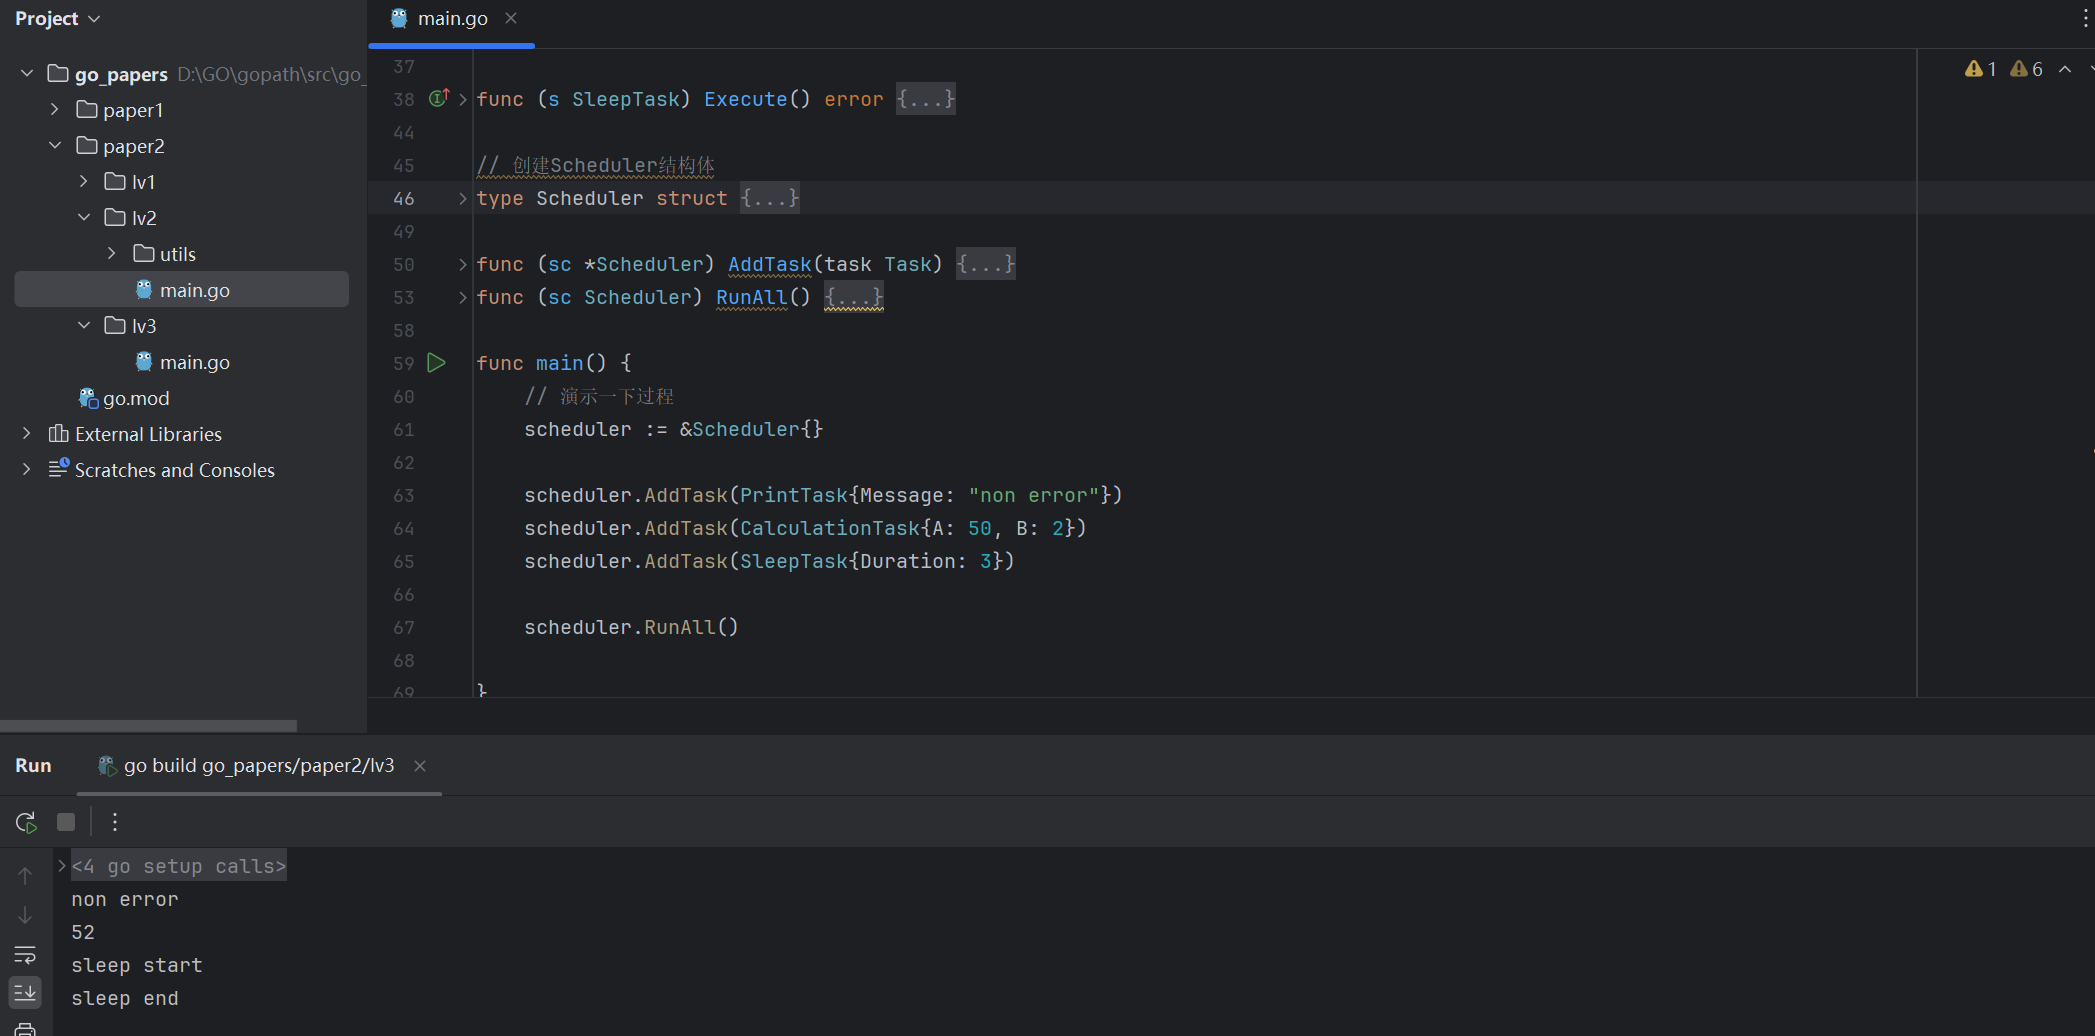 Project
main.go
go_papers D:\GO\gopath\src\go_
paper1
paper2
lv1
lv2
utils
main.go
lv3
main.go
go.mod
External Libraries
Scratches and Consoles
1 6
37
38 func (s SleepTask) Execute() error {...}
44
45 // 创建Scheduler结构体
46 type Scheduler struct {...}
49
50 func (sc *Scheduler) AddTask(task Task) {...}
53 func (sc Scheduler) RunAll() {...}
58
59 func main() {
60 // 演示一下过程
61 scheduler := &Scheduler{}
62
63 scheduler.AddTask(PrintTask{Message: "non error"})
64 scheduler.AddTask(CalculationTask{A: 50, B: 2})
65 scheduler.AddTask(SleepTask{Duration: 3})
66
67 scheduler.RunAll()
68
69 }
Run
go build go_papers/paper2/lv3
<4 go setup calls>
non error
52
sleep start
sleep end